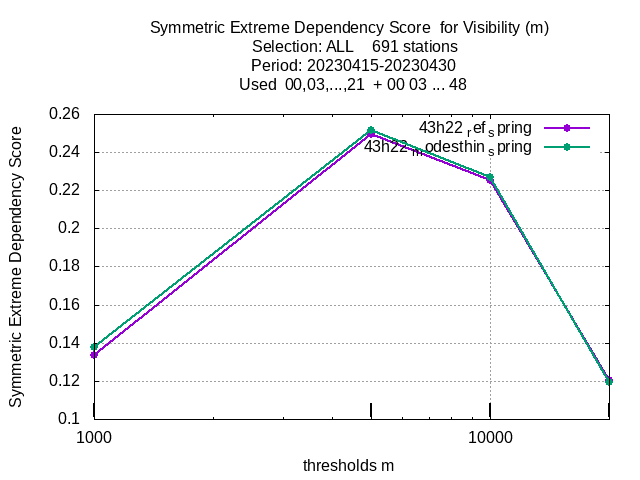 Symmetric Extreme Dependency Score for Visibility (m)
Selection: ALL 691 stations
Period: 20230415-20230430
Used 00,03,...,21 + 00 03 ... 48
Symmetric Extreme Dependency Score
0.26
0.24
0.22
0.2
0.18
0.16
0.14
0.12
0.1
43h22 ref spring
43h22 modesthin spring
1000
10000
thresholds m